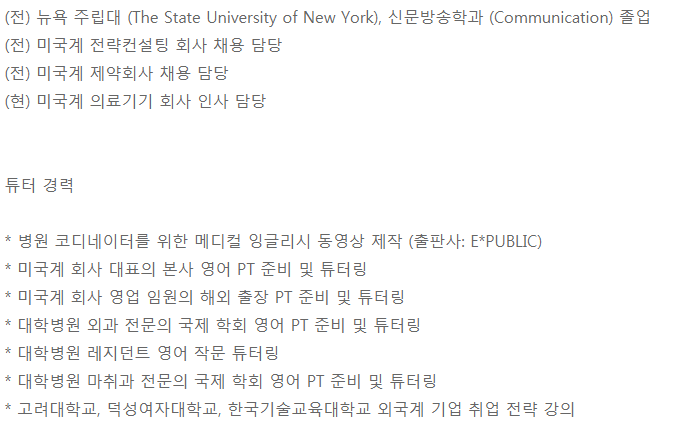 (전) 뉴욕 주립대 (The State University of New York), 신문방송학과 (Communication) 졸업
(전) 미국계 전략컨설팅 회사 채용 담당
(전) 미국계 제약회사 채용 담당
(현) 미국계 의료기기 회사 인사 담당
튜터 경력
* 병원 코디네이터를 위한 메디컬 잉글리시 동영상 제작 (출판사: E*PUBLIC)
* 미국계 회사 대표의 본사 영어 PT 준비 및 튜터링
* 미국계 회사 영업 임원의 해외 출장 PT 준비 및 튜터링
* 대학병원 외과 전문의 국제 학회 영어 PT 준비 및 튜터링
* 대학병원 레지던트 영어 작문 튜터링
* 대학병원 마취과 전문의 국제 학회 영어 PT 준비 및 튜터링
* 고려대학교, 덕성여자대학교, 한국기술교육대학교 외국계 기업 취업 전략 강의